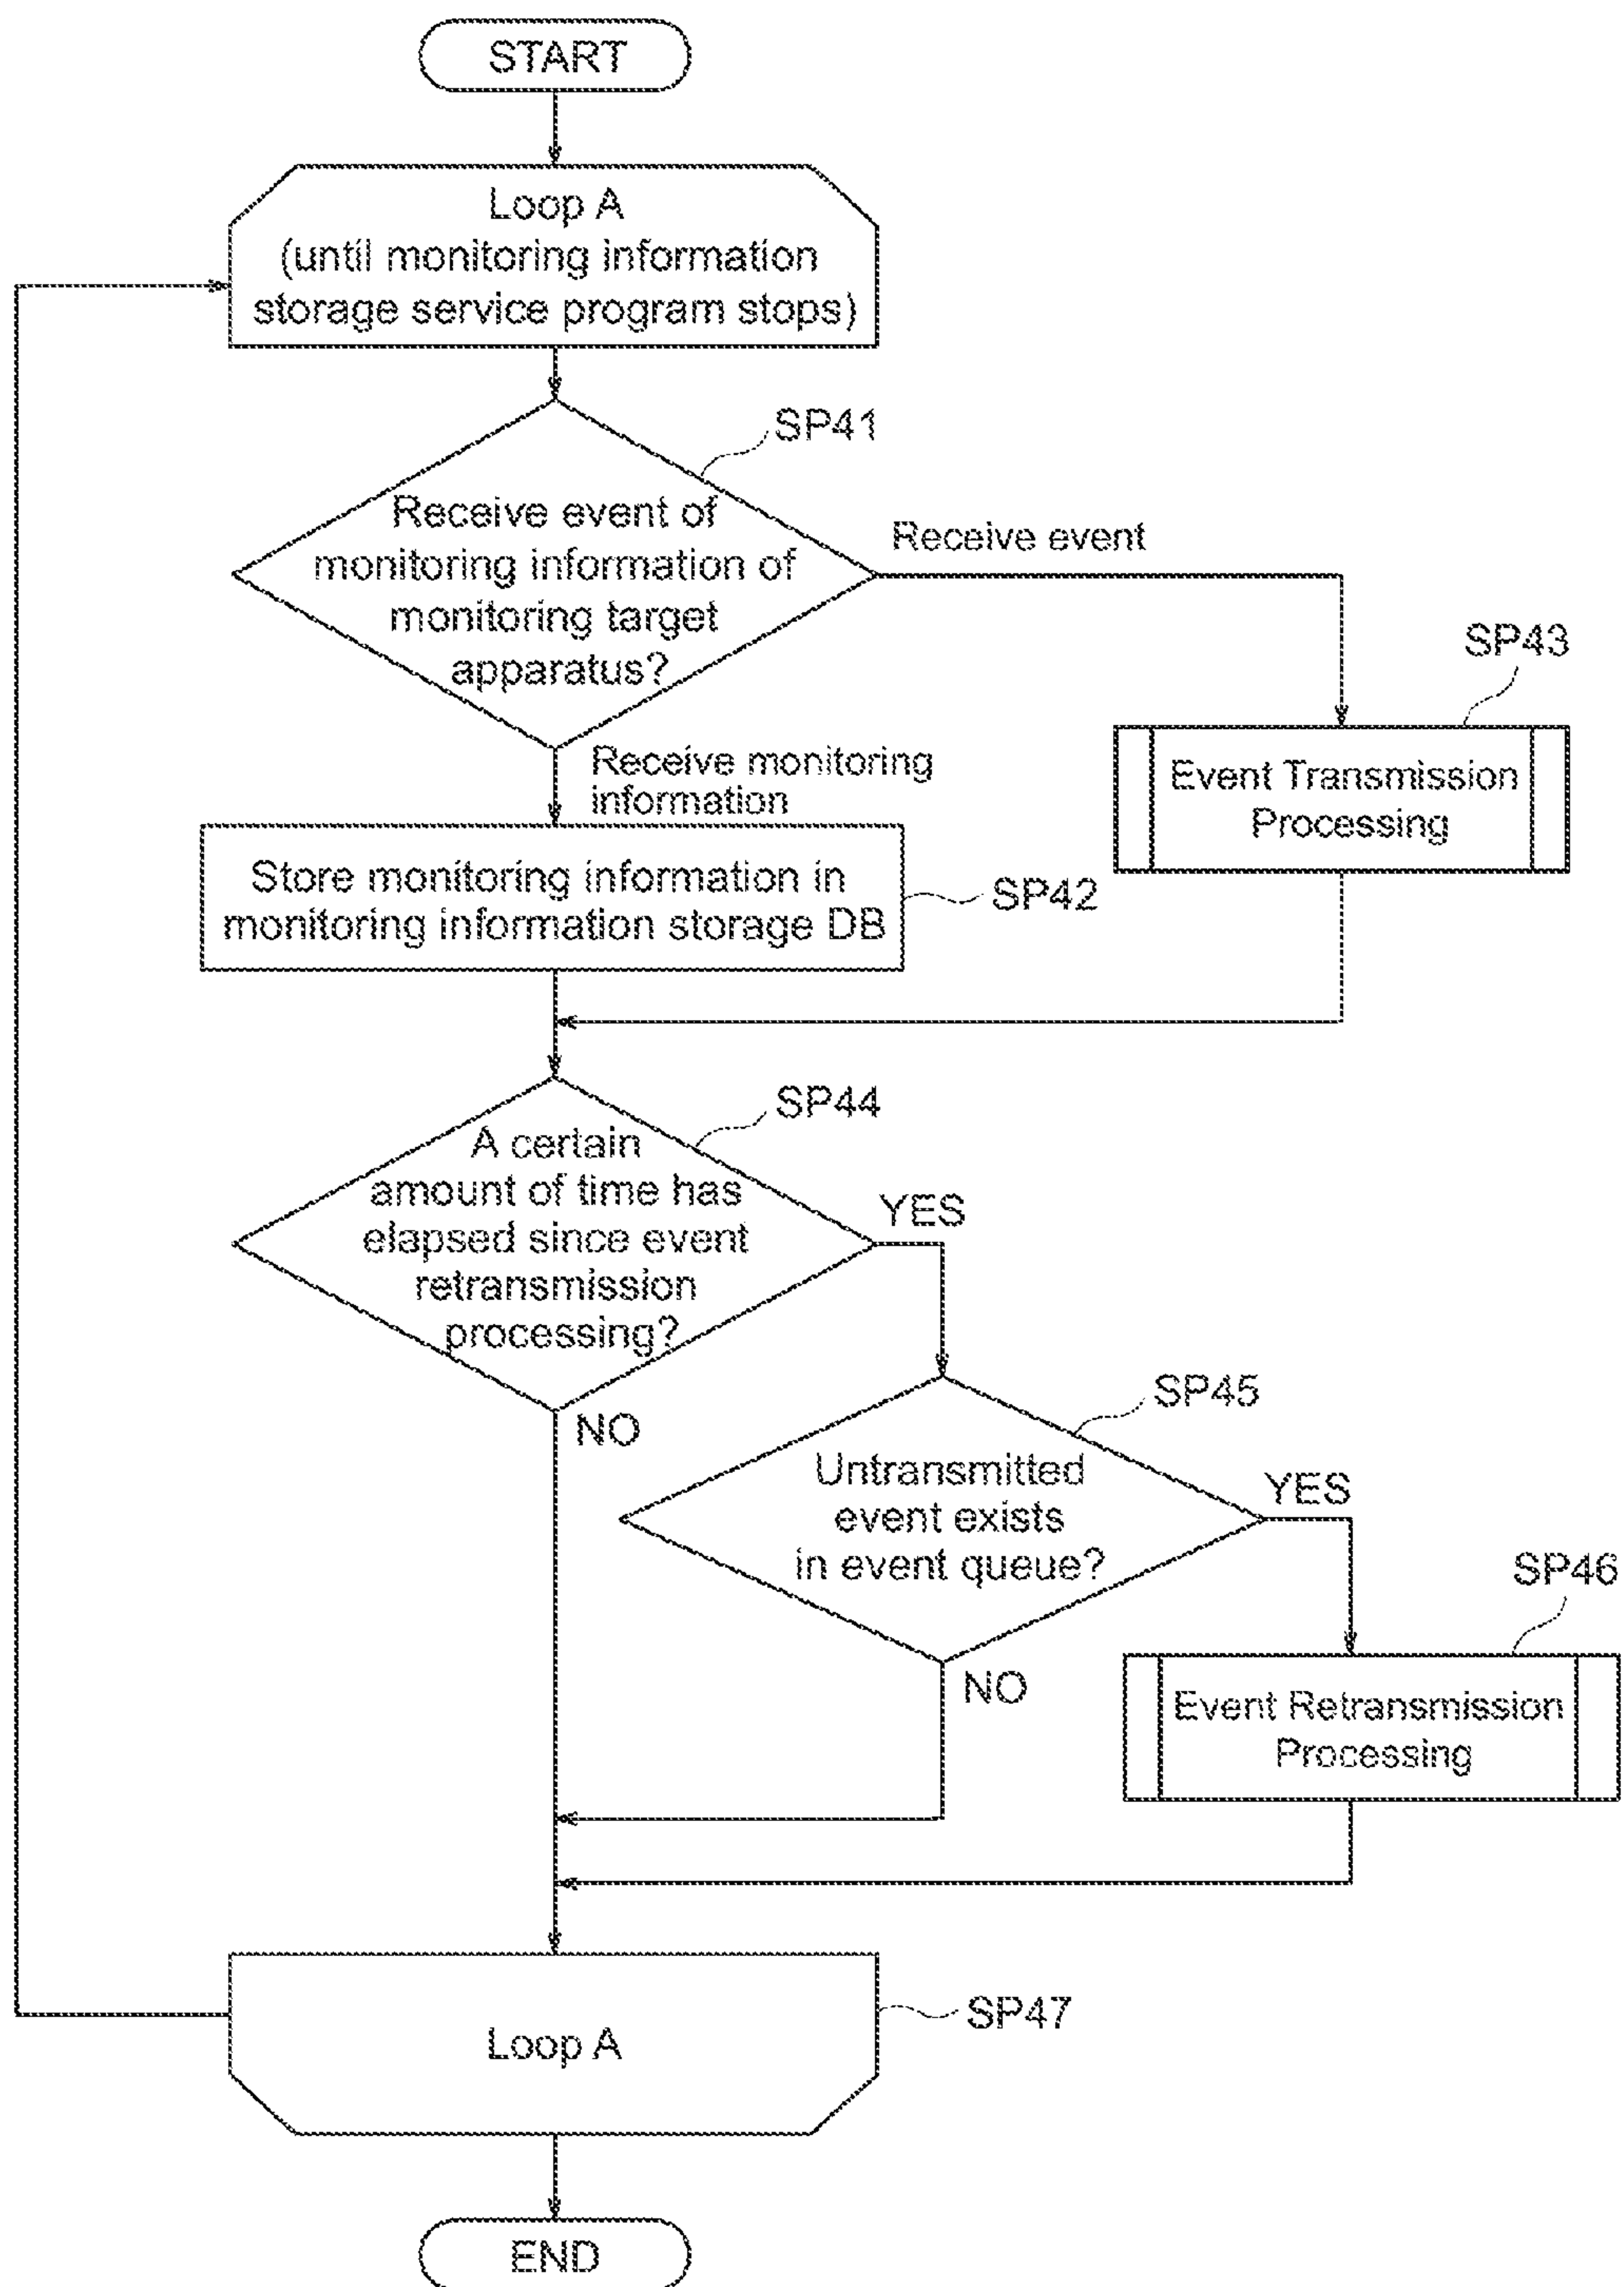 START
Loop A
(until monitoring information
storage service program stops)
SP41
Receive event of
monitoring information of
monitoring target
apparatus?
Receive event
SP43
Event Transmission
Processing
Receive monitoring
information
Store monitoring information in
monitoring information storage DB
SP42
SP44
A certain
amount of time has
elapsed since event
retransmission
processing?
YES
NO
SP45
Untransmitted
event exists
in event queue?
YES
NO
SP46
Event Retransmission
Processing
Loop A
SP47
END